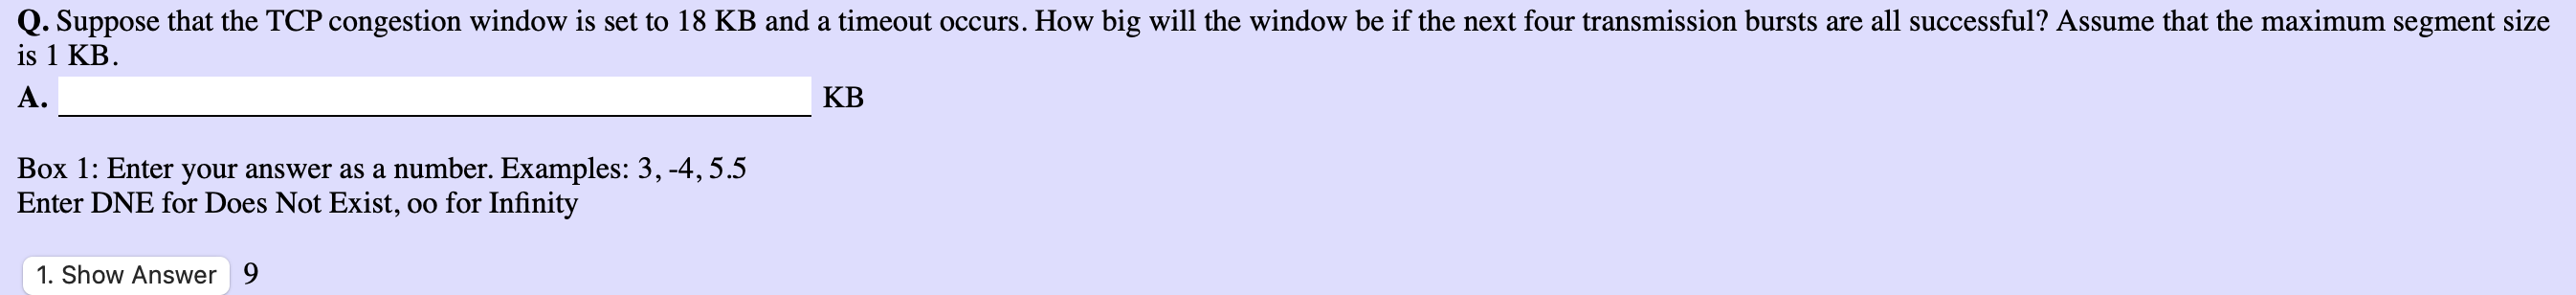 Q. Suppose that the TCP congestion window is set to 18 KB and a timeout occurs. How big will the window be if the next four transmission bursts are all successful? Assume that the maximum segment size
is 1 KB.
A. KB
Box 1: Enter your answer as a number. Examples: 3, -4, 5.5
Enter DNE for Does Not Exist, oo for Infinity
1. Show Answer 9